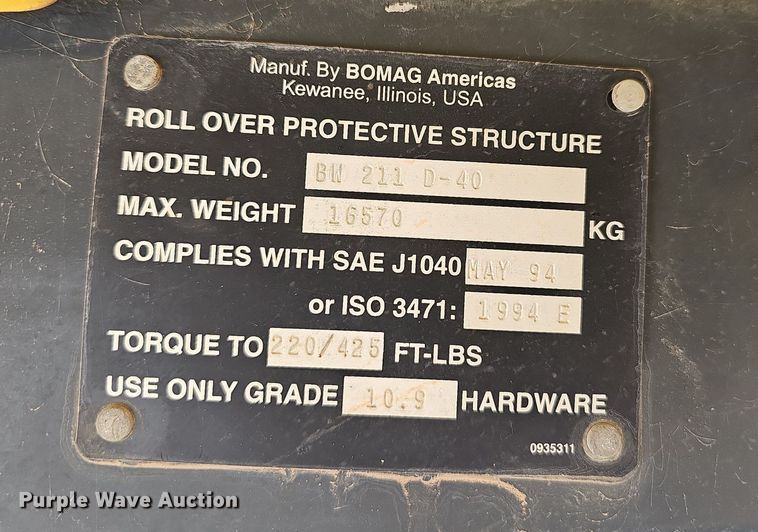 Manuf. By BOMAG Americas
Kewanee, Illinois, USA
ROLL OVER PROTECTIVE STRUCTURE
MODEL NO. BW 211 D-40
MAX. WEIGHT 16570 KG
COMPLIES WITH SAE J1040 MAY 94
or ISO 3471: 1994 E
TORQUE TO 220/425 FT-LBS
USE ONLY GRADE 10.9 HARDWARE
0935311
Purple Wave Auction